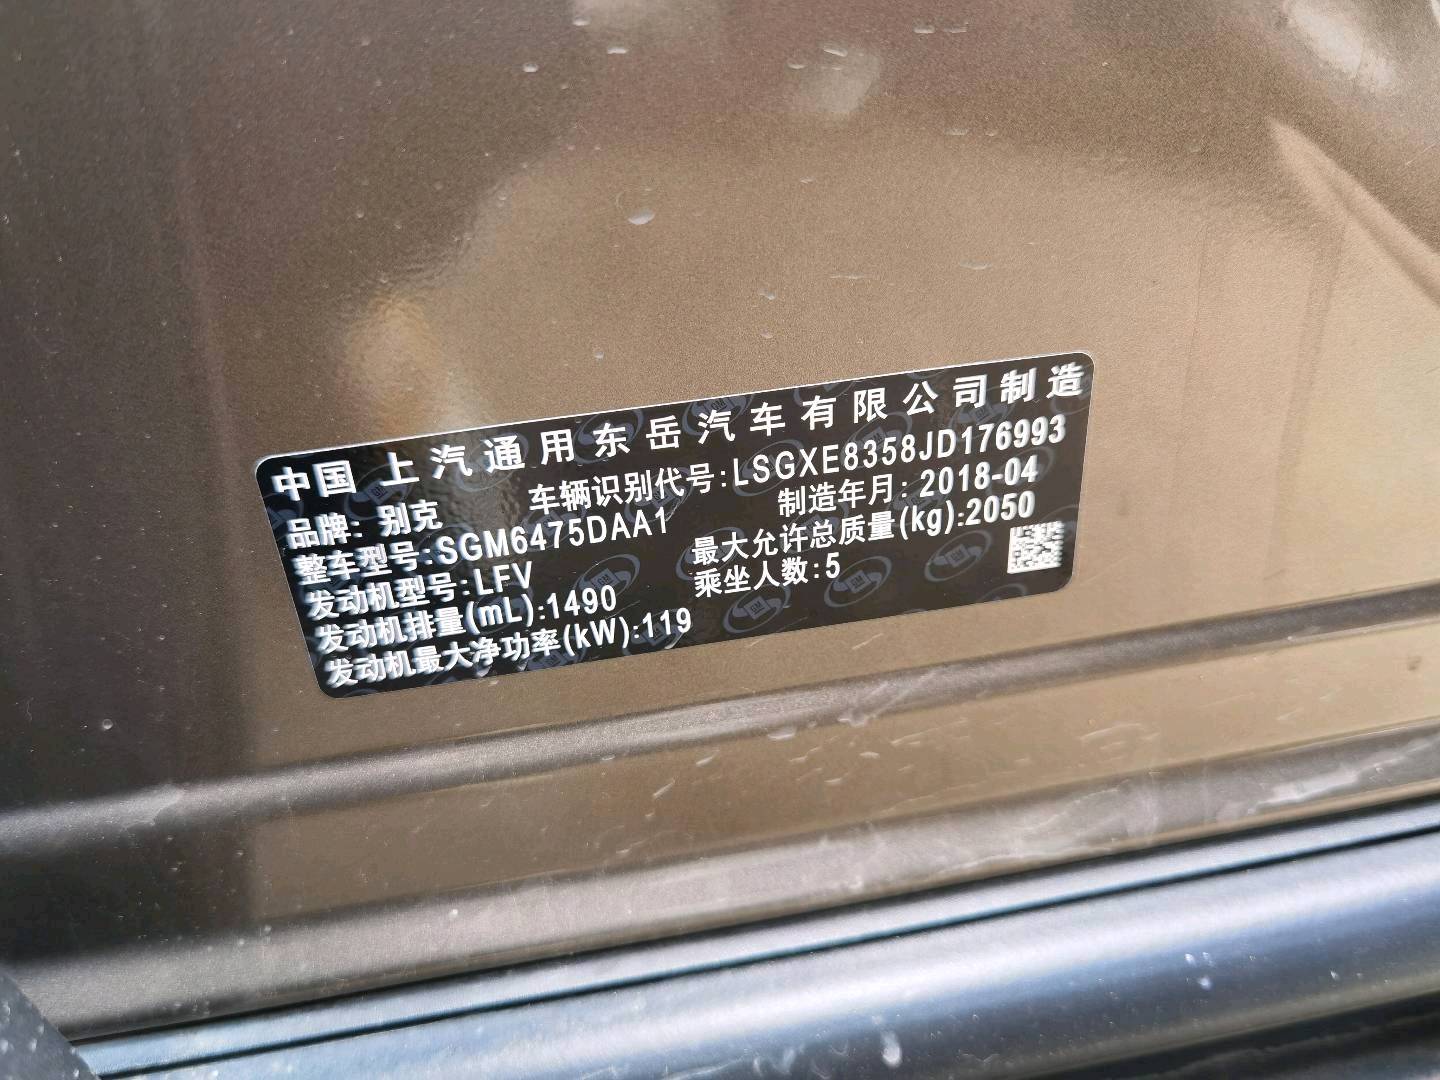 中国 上汽通用东岳汽车有限公司制造
品牌: 别克 车辆识别代号:LSGXE8358JD176993
整车型号:SGM6475DAA1 制造年月: 2018-04
发动机型号:LFV 最大允许总质量(kg):2050
发动机排量(mL):1490 乘坐人数:5
发动机最大净功率(kW):119